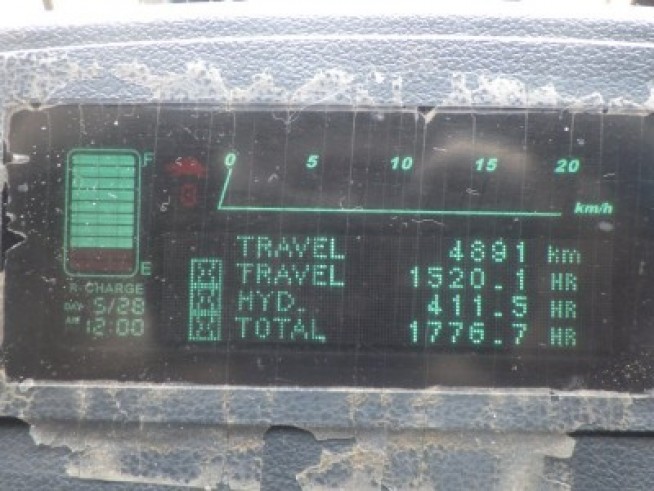 F
0 5 10 15 20
km/h
E
CHARGE
DAY 5/28
12:00
TRAVEL 4891 km
TRAVEL 1520.1 HR
HYD. 411.5 HR
TOTAL 1776.7 HR